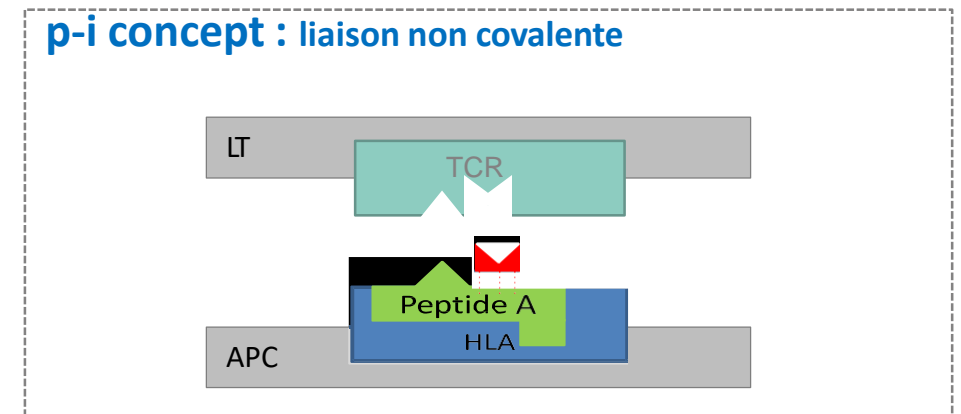 p-i concept : liaison non covalente
LT
TCR
Peptide A
HLA
APC